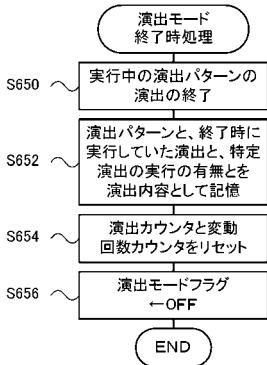 演出モード
終了時処理
S650
実行中の演出パターンの
演出の終了
S652
演出パターンと、終了時に
実行していた演出と、特定
演出の実行の有無とを
演出内容として記憶
S654
演出カウンタと変動
回数カウンタをリセット
S656
演出モードフラグ
←OFF
END